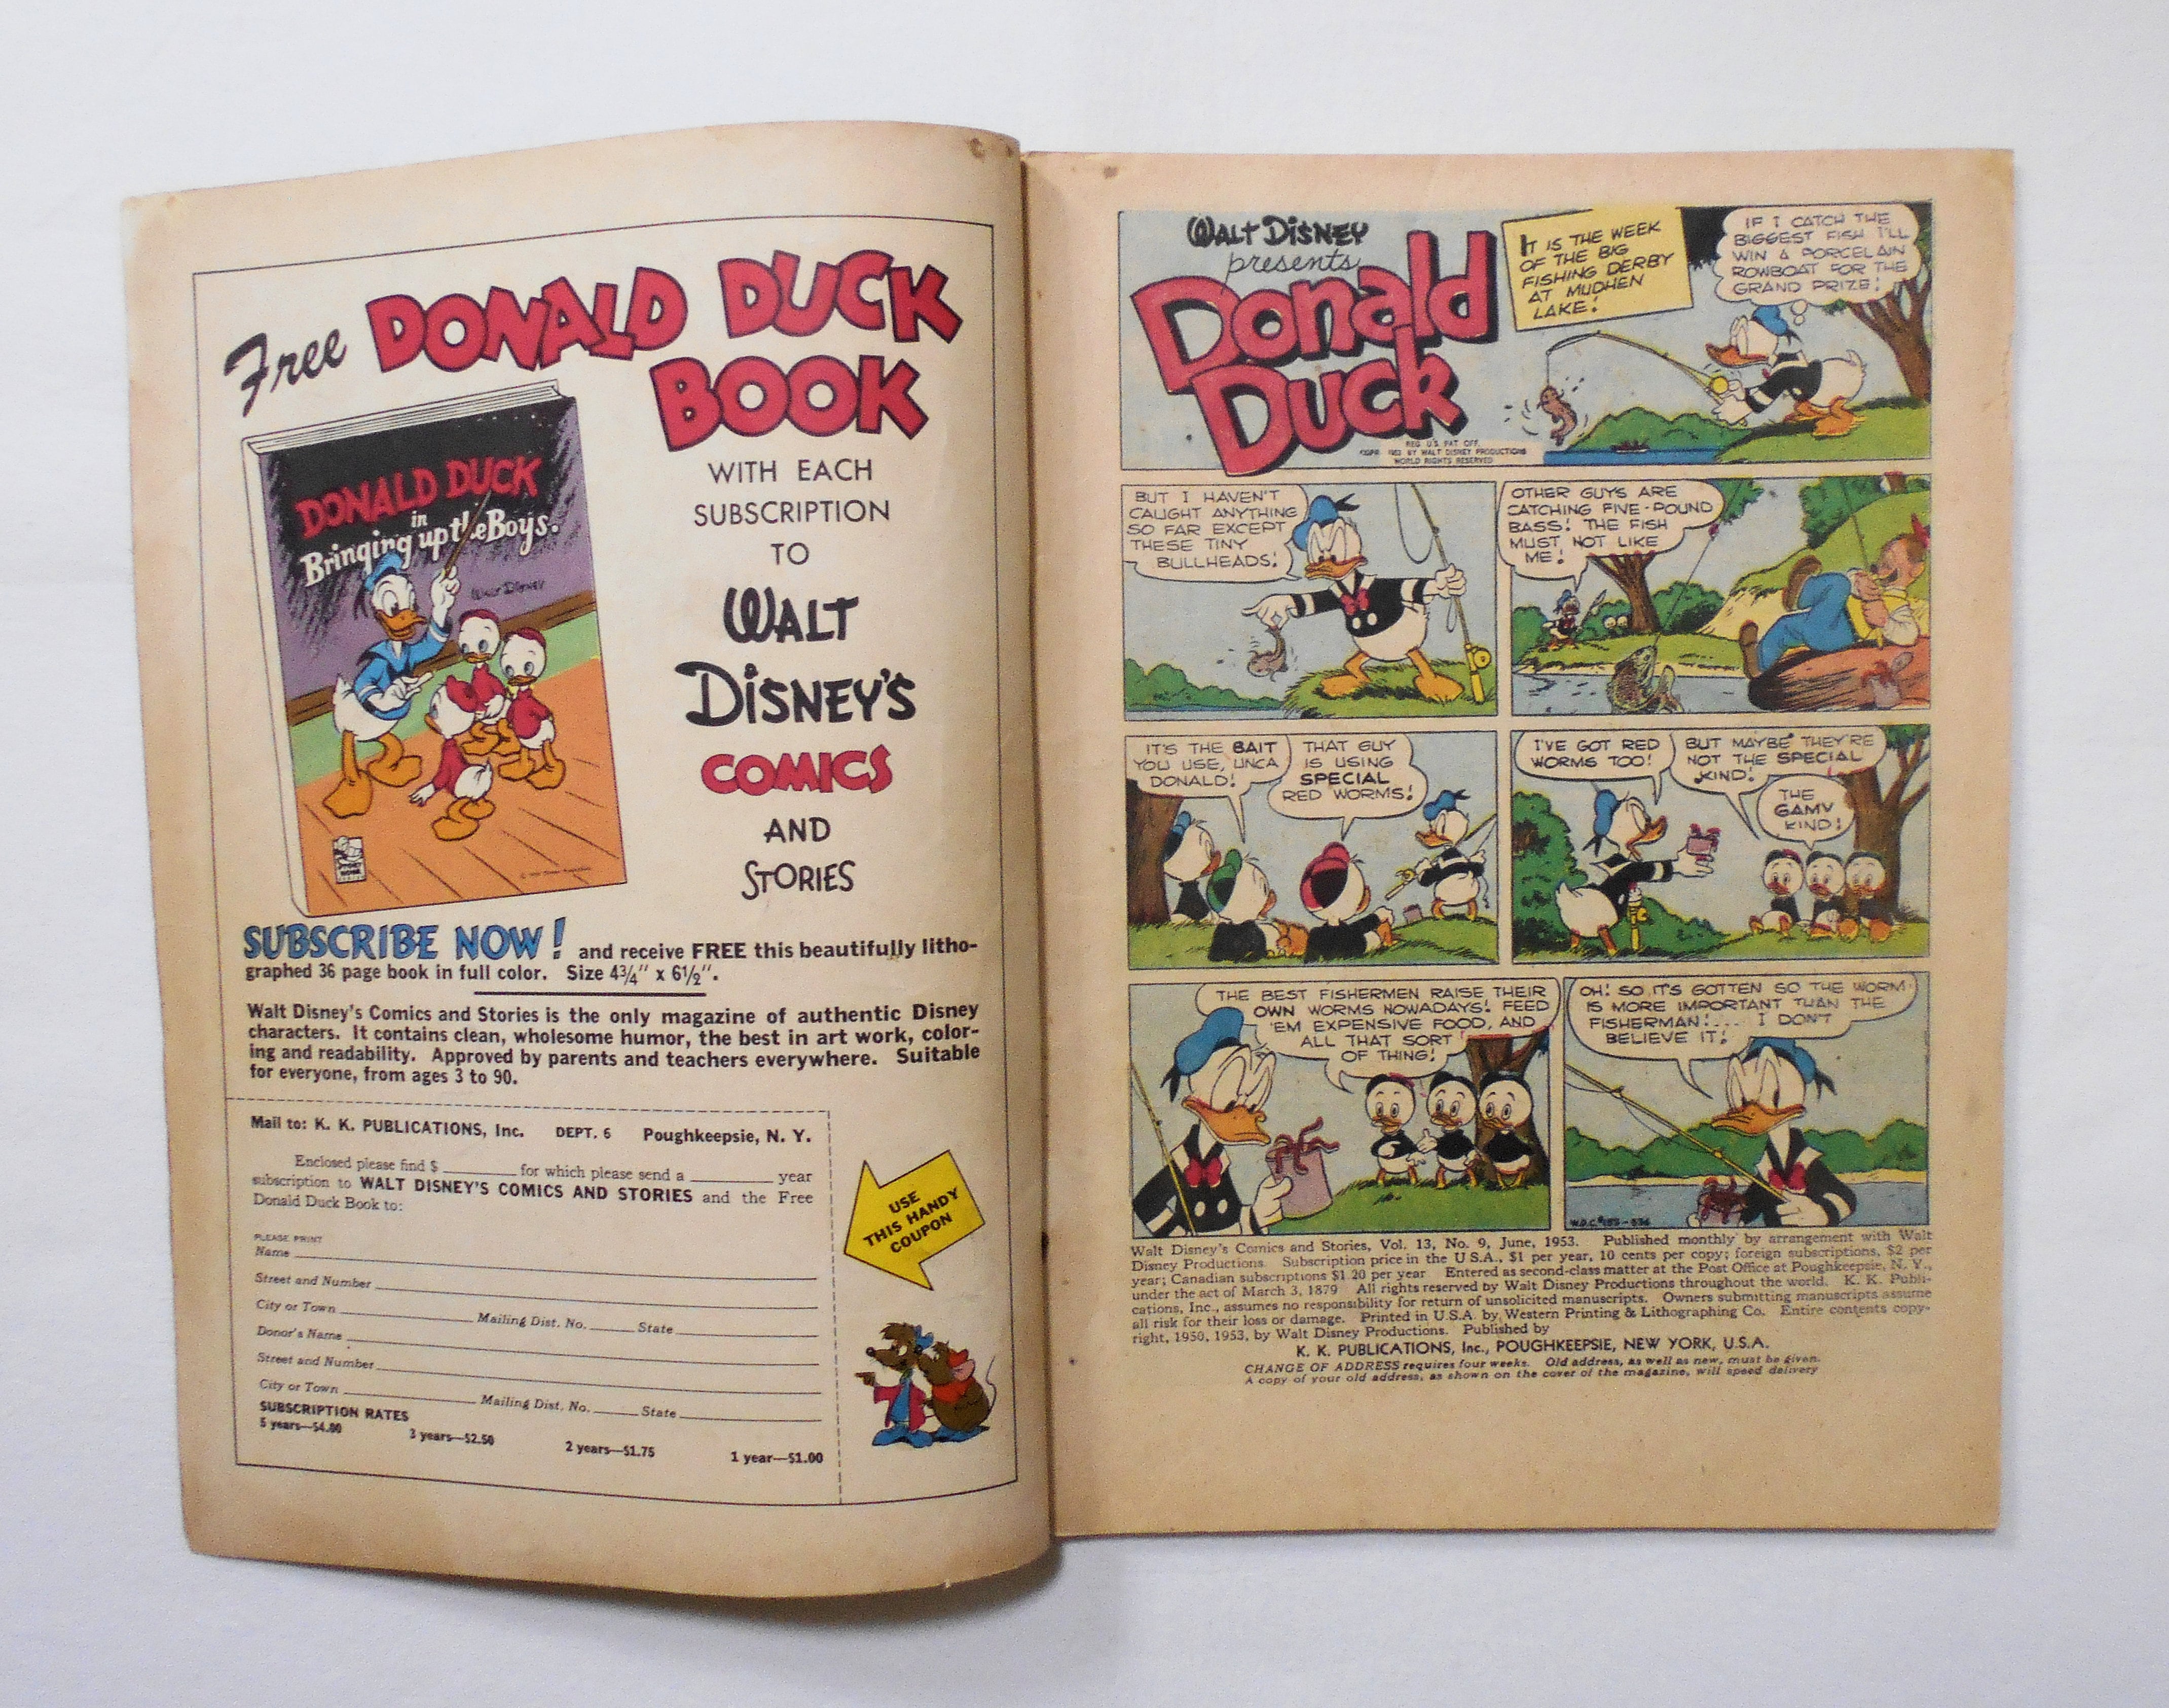 Free DONALD DUCK
BOOK
DONALD DUCK
in
Bringing up the Boys.
WALT DISNEY
WITH EACH
SUBSCRIPTION
TO
WALT
DISNEY'S
COMICS
AND
STORIES
SUBSCRIBE NOW! and receive FREE this beautifully litho-
graphed 36 page book in full color. Size 4¾" x 6½".
Walt Disney's Comics and Stories is the only magazine of authentic Disney
characters. It contains clean, wholesome humor, the best in art work, color-
ing and readability. Approved by parents and teachers everywhere. Suitable
for everyone, from ages 3 to 90.
Mail to: K. K. PUBLICATIONS, Inc. DEPT. 6 Poughkeepsie, N. Y.
Enclosed please find $ ________ for which please send a ________ year
subscription to WALT DISNEY'S COMICS AND STORIES and the Free
Donald Duck Book to:
PLEASE PRINT
Name
Street and Number
City or Town ________ Mailing Dist. No. ____ State ________
Donor's Name
Street and Number
City or Town ________ Mailing Dist. No. ____ State ________
SUBSCRIPTION RATES
5 years—$4.00 3 years—$2.50 2 years—$1.75 1 year—$1.00
USE
THIS HANDY
COUPON
WALT DISNEY
presents
Donald
Duck
REG. U.S. PAT. OFF.
COPR. 1953 BY WALT DISNEY PRODUCTIONS
WORLD RIGHTS RESERVED
IT IS THE WEEK
OF THE BIG
FISHING DERBY
AT MUDHEN
LAKE!
IF I CATCH THE
BIGGEST FISH I'LL
WIN A PORCELAIN
ROWBOAT FOR THE
GRAND PRIZE!
BUT I HAVEN'T
CAUGHT ANYTHING
SO FAR EXCEPT
THESE TINY
BULLHEADS!
OTHER GUYS ARE
CATCHING FIVE-POUND
BASS! THE FISH
MUST NOT LIKE
ME!
IT'S THE BAIT
YOU USE, UNCA
DONALD!
THAT GUY
IS USING
SPECIAL
RED WORMS!
I'VE GOT RED
WORMS TOO!
BUT MAYBE THEY'RE
NOT THE SPECIAL
KIND!
THE
GAMY
KIND!
THE BEST FISHERMEN RAISE THEIR
OWN WORMS NOWADAYS! FEED
'EM EXPENSIVE FOOD, AND
ALL THAT SORT
OF THING!
OH! SO IT'S GOTTEN SO THE WORM
IS MORE IMPORTANT THAN THE
FISHERMAN!.... I DON'T
BELIEVE IT!
Walt Disney's Comics and Stories, Vol. 13, No. 9, June, 1953. Published monthly by arrangement with Walt
Disney Productions. Subscription price in the U.S.A., $1 per year, 10 cents per copy; foreign subscriptions, $2 per
year; Canadian subscriptions $1.20 per year. Entered as second-class matter at the Post Office at Poughkeepsie, N. Y.,
under the act of March 3, 1879. All rights reserved by Walt Disney Productions throughout the world. K. K. Publi-
cations, Inc., assumes no responsibility for return of unsolicited manuscripts. Owners submitting manuscripts assume
all risk for their loss or damage. Printed in U.S.A. by Western Printing & Lithographing Co. Entire contents copy-
right, 1950, 1953, by Walt Disney Productions. Published by
K. K. PUBLICATIONS, Inc., POUGHKEEPSIE, NEW YORK, U.S.A.
CHANGE OF ADDRESS requires four weeks. Old address, as well as new, must be given.
A copy of your old address, as shown on the cover of the magazine, will speed delivery